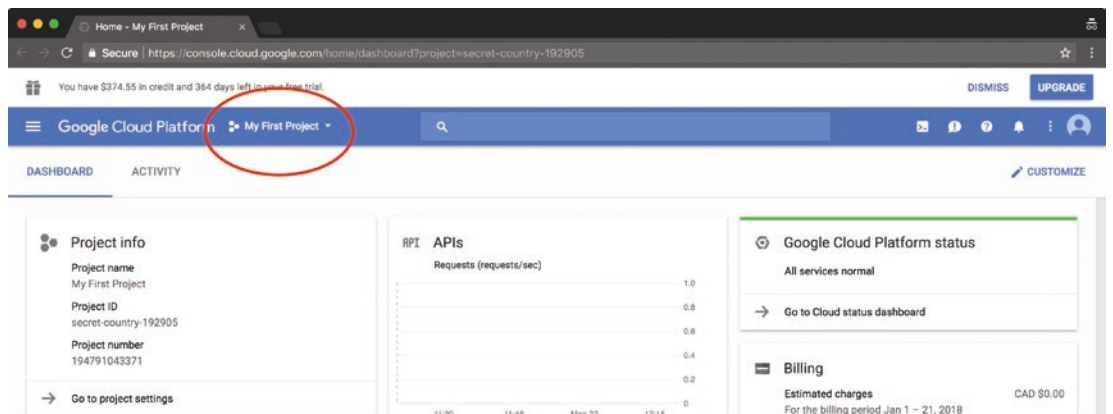 Home - My First Project
Secure | https://console.cloud.google.com/home/dashboard?project=secret-country-192905
You have $374.55 in credit and 364 days left in your free trial.
DISMISS
UPGRADE
Google Cloud Platform
My First Project
DASHBOARD
ACTIVITY
CUSTOMIZE
Project info
Project name
My First Project
Project ID
secret-country-192905
Project number
194791043371
Go to project settings
API APIs
Requests (requests/sec)
1.0
0.8
0.6
0.4
0.2
0
Google Cloud Platform status
All services normal
Go to Cloud status dashboard
Billing
Estimated charges
CAD $0.00
For the billing period Jan 1 – 21, 2018